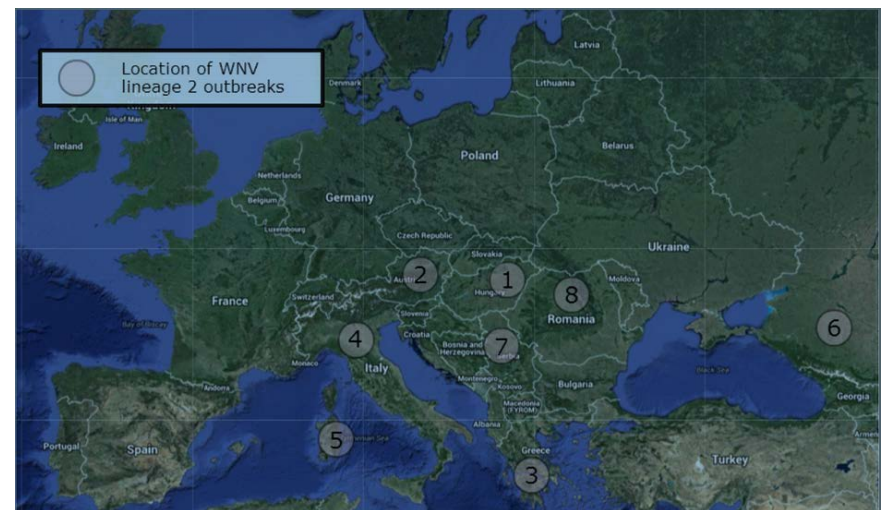 Location of WNV
lineage 2 outbreaks
Latvia
Denmark
Lithuania
Isle of Man
Ireland
Belarus
Poland
Netherlands
Germany
Belgium
Luxembourg
Czech Republic
Ukraine
Slovakia
2
1
Moldova
Hungary
8
Switzerland
France
Slovenia
Romania
Bay of Biscay
6
Croatia
4
7
Bosnia and
Herzegovina
Monaco
Italy
Black Sea
Montenegro
Kosovo
Bulgaria
Andorra
Georgia
Macedonia
(FYROM)
Albania
5
Portugal
Spain
Greece
Turkey
3